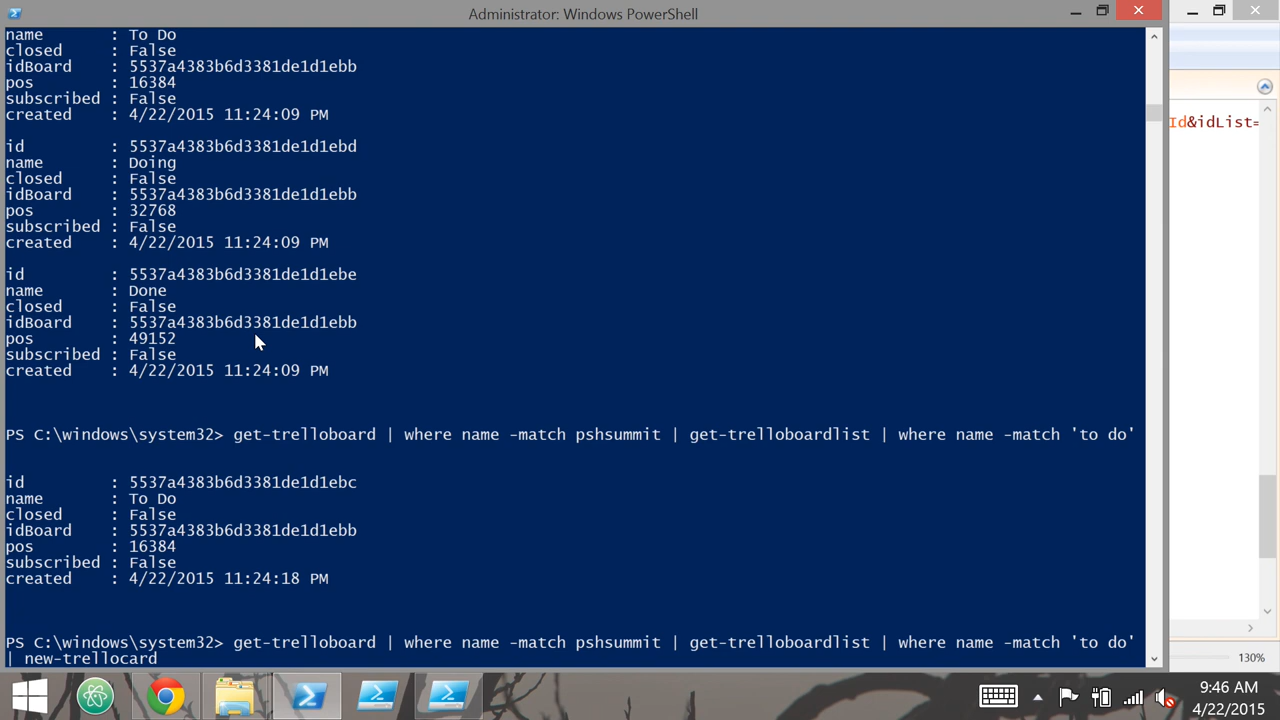 Administrator: Windows PowerShell
name : To Do
closed : False
idBoard : 5537a4383b6d3381de1d1ebb
pos : 16384
subscribed : False
created : 4/22/2015 11:24:09 PM
id : 5537a4383b6d3381de1d1ebd
name : Doing
closed : False
idBoard : 5537a4383b6d3381de1d1ebb
pos : 32768
subscribed : False
created : 4/22/2015 11:24:09 PM
id : 5537a4383b6d3381de1d1ebe
name : Done
closed : False
idBoard : 5537a4383b6d3381de1d1ebb
pos : 49152
subscribed : False
created : 4/22/2015 11:24:09 PM
PS C:\windows\system32> get-trelloboard | where name -match pshsummit | get-trelloboardlist | where name -match 'to do'
id : 5537a4383b6d3381de1d1ebc
name : To Do
closed : False
idBoard : 5537a4383b6d3381de1d1ebb
pos : 16384
subscribed : False
created : 4/22/2015 11:24:18 PM
PS C:\windows\system32> get-trelloboard | where name -match pshsummit | get-trelloboardlist | where name -match 'to do'
| new-trellocard
Id&idList=
130%
9:46 AM
4/22/2015